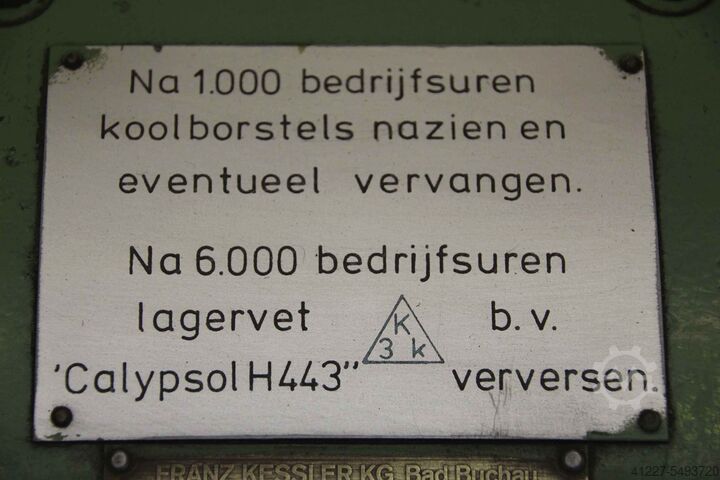 Na 1.000 bedrijfsuren
koolborstels nazien en
eventueel vervangen.
Na 6.000 bedrijfsuren
lagervet K 3 k b.v.
'Calypsol H443" verversen.
FRANZ KESSLER KG Bad Buchau
41227-5493720